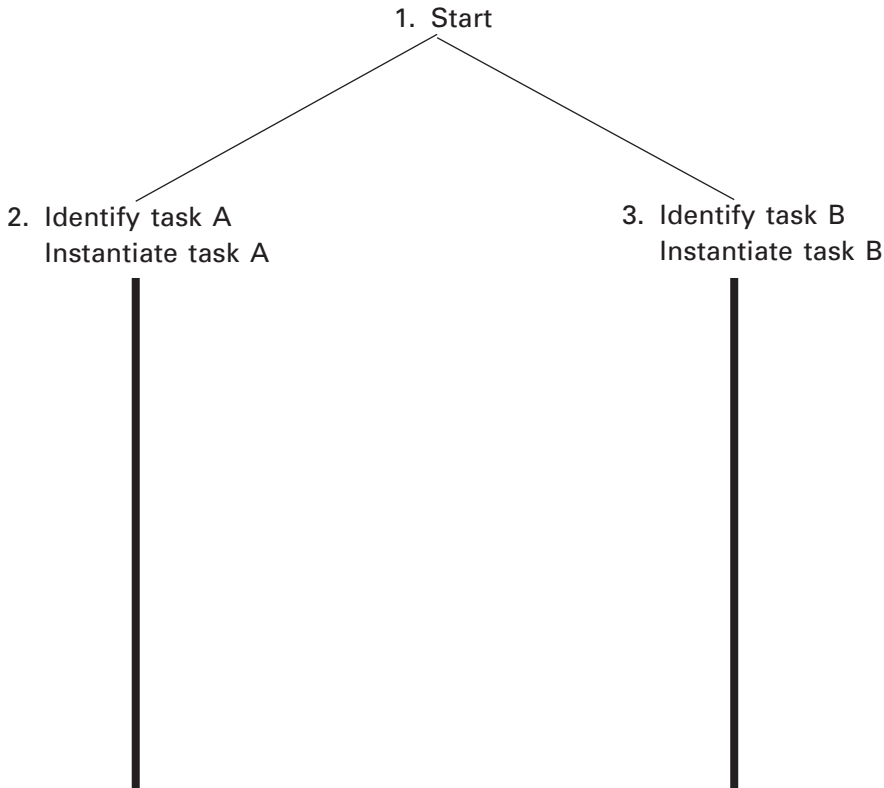 1. Start
2. Identify task A
Instantiate task A
3. Identify task B
Instantiate task B